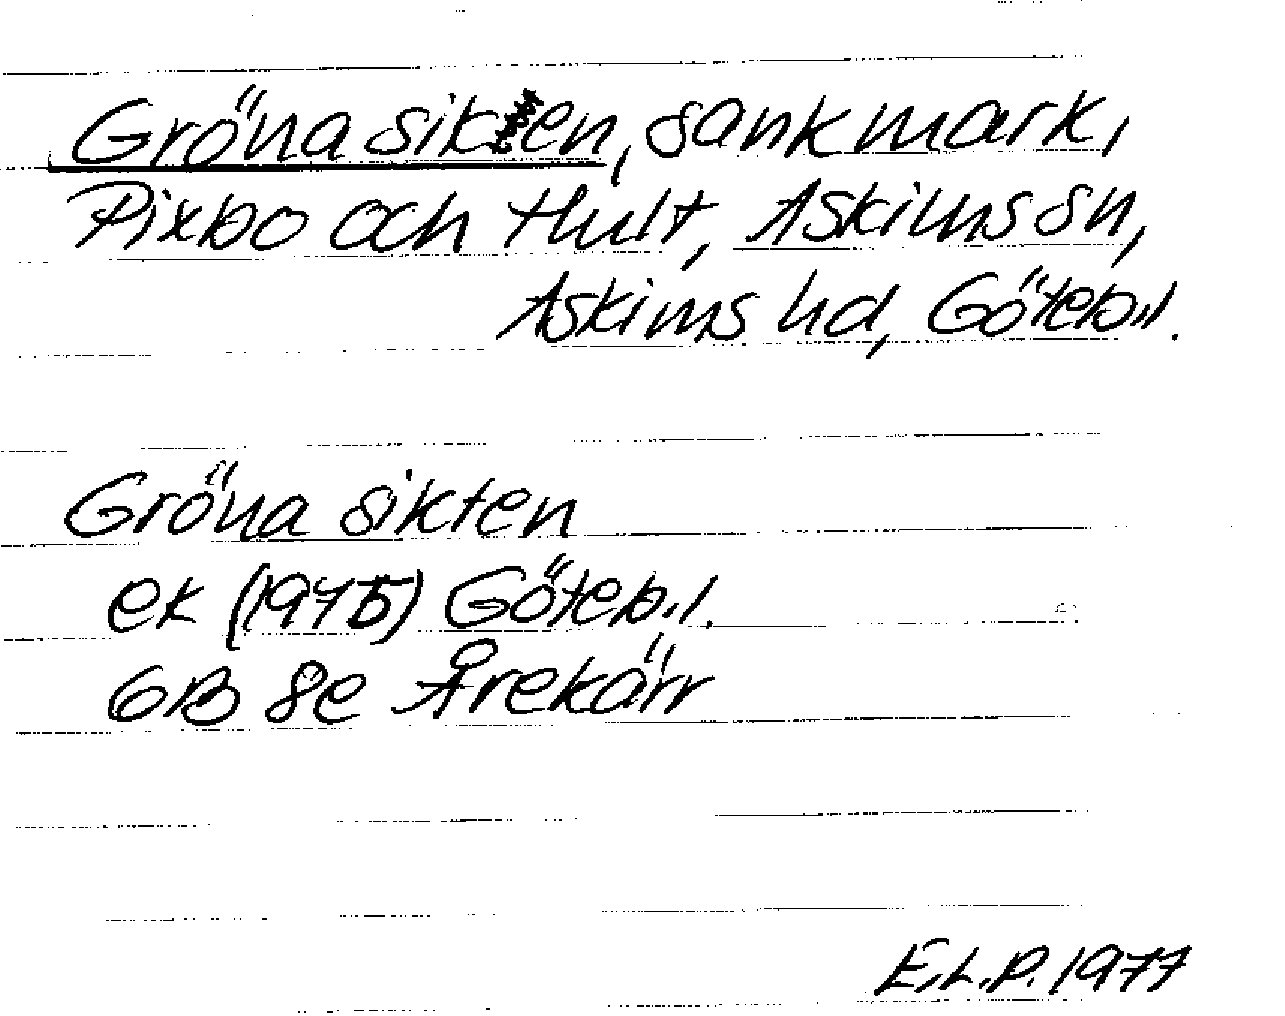 Gröna sikten, sankmark,
Pixbo och Hult, Askims sn,
Askims hd, Göteb.l.
Gröna sikten
ek (1975) Göteb.l.
6B 8e Årekärr
E.L.P. 1977